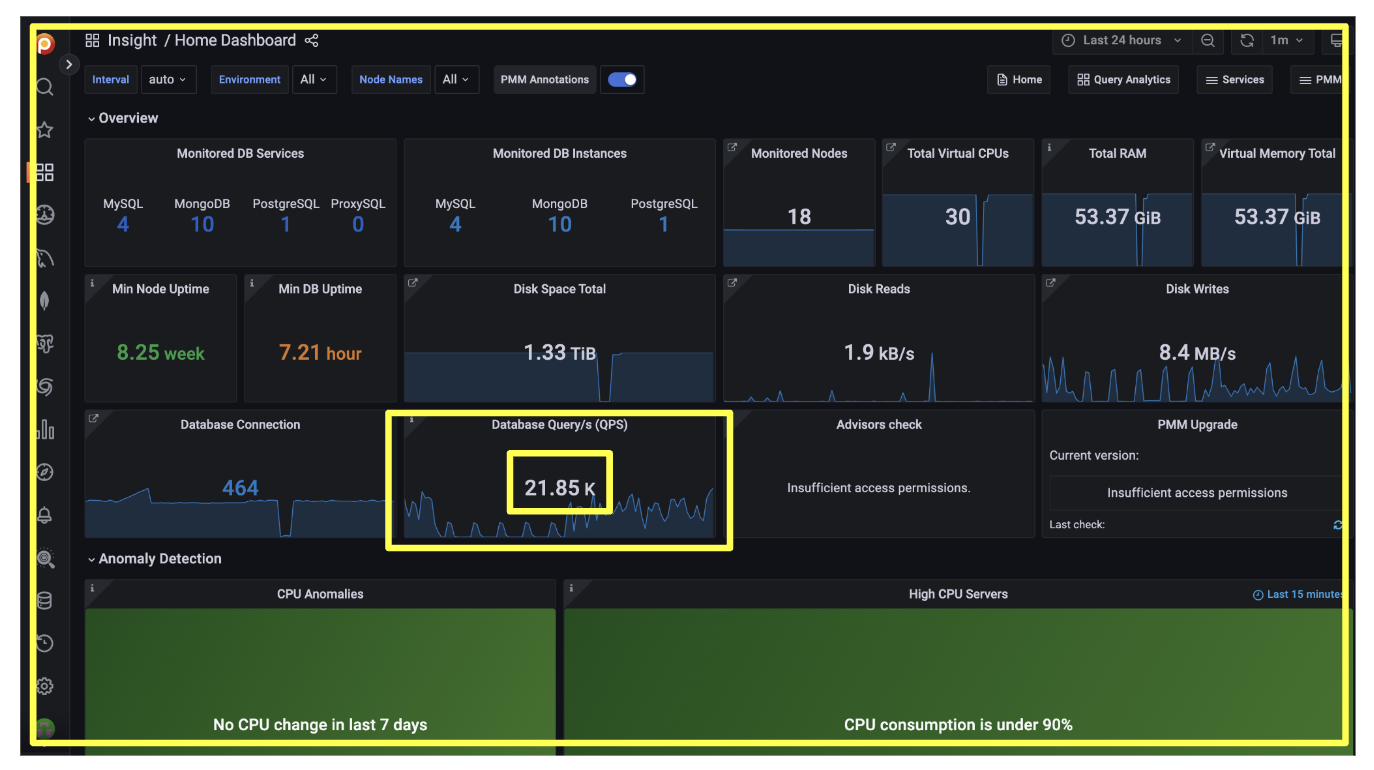 Insight / Home Dashboard
Last 24 hours
1m
Interval auto Environment All Node Names All PMM Annotations
Home Query Analytics Services PMM
Overview
Monitored DB Services
MySQL MongoDB PostgreSQL ProxySQL
4 10 1 0
Monitored DB Instances
MySQL MongoDB PostgreSQL
4 10 1
Monitored Nodes
18
Total Virtual CPUs
30
Total RAM
53.37 GiB
Virtual Memory Total
53.37 GiB
Min Node Uptime
8.25 week
Min DB Uptime
7.21 hour
Disk Space Total
1.33 TiB
Disk Reads
1.9 kB/s
Disk Writes
8.4 MB/s
Database Connection
464
Database Query/s (QPS)
21.85 K
Advisors check
Insufficient access permissions.
PMM Upgrade
Current version:
Insufficient access permissions
Last check:
Anomaly Detection
CPU Anomalies
No CPU change in last 7 days
High CPU Servers
Last 15 minutes
CPU consumption is under 90%